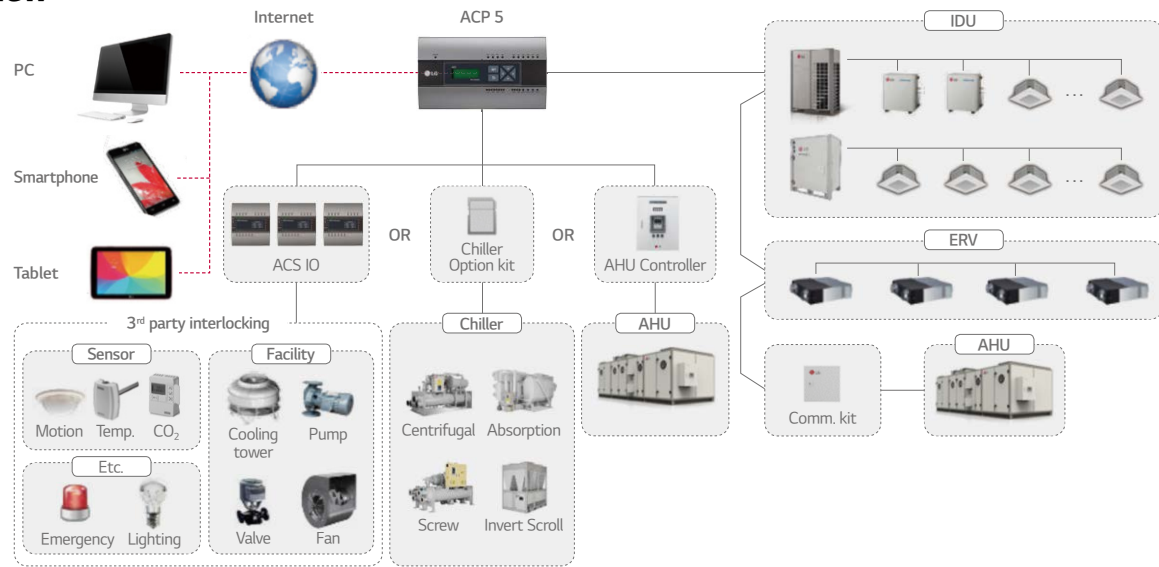 Internet
ACP 5
IDU
PC
LG
Smartphone
Tablet
ACS IO
OR
Chiller
Option kit
OR
AHU Controller
ERV
3rd party interlocking
Sensor
Motion Temp. CO2
Etc.
Emergency Lighting
Facility
Cooling
tower
Pump
Valve Fan
Chiller
Centrifugal Absorption
Screw Invert Scroll
AHU
Comm. kit
AHU